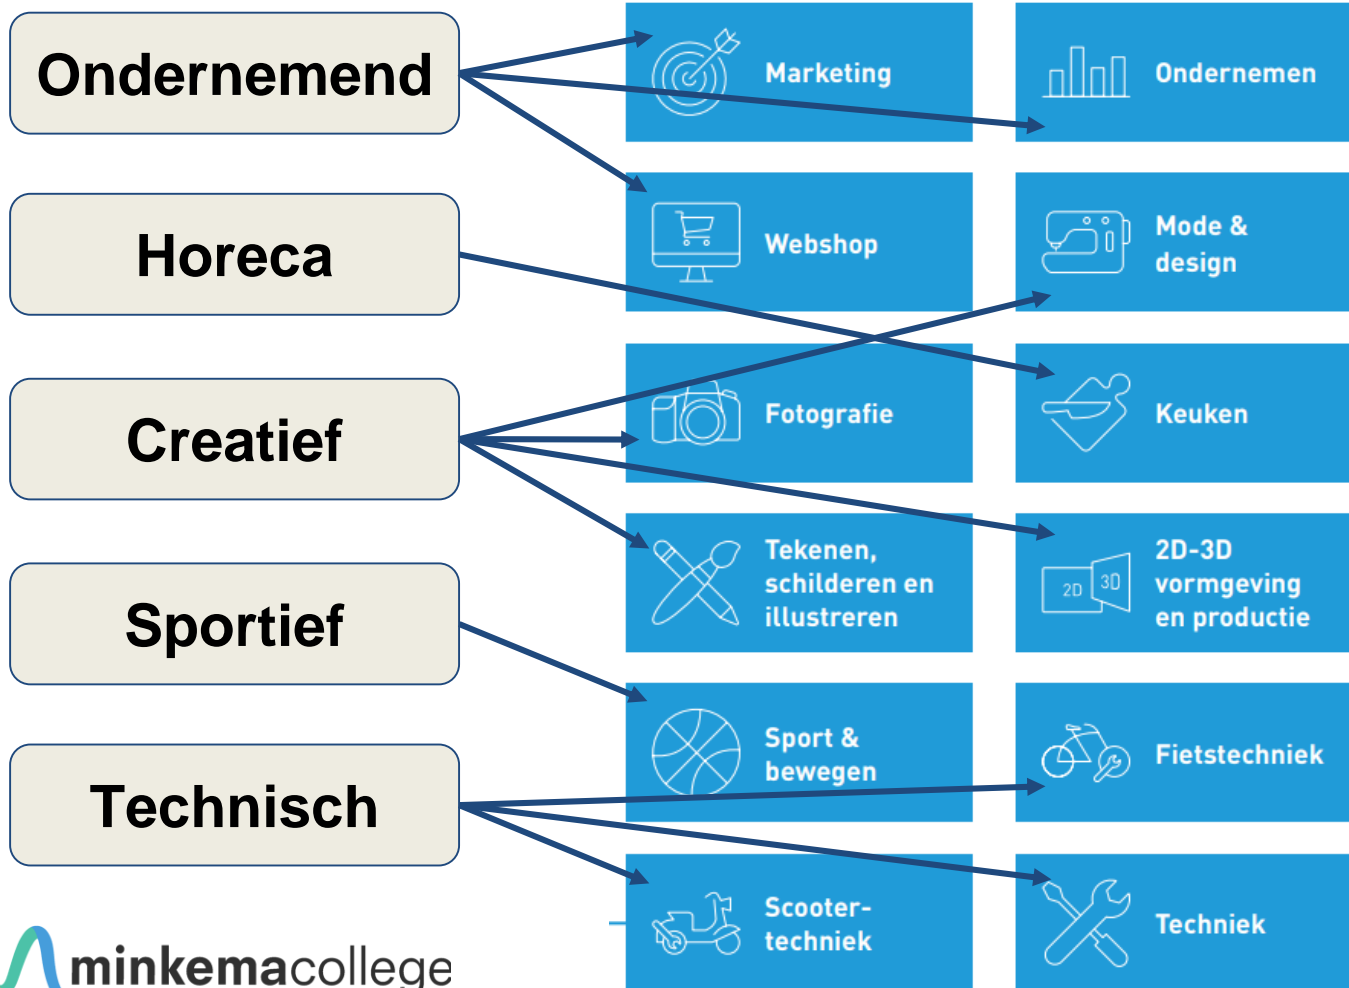 Ondernemend
Horeca
Creatief
Sportief
Technisch
Marketing
Ondernemen
Webshop
Mode &
design
Fotografie
Keuken
Tekenen,
schilderen en
illustreren
2D
3D
2D-3D
vormgeving
en productie
Sport &
bewegen
Fietstechniek
Scooter-
techniek
Techniek
minkemacollege